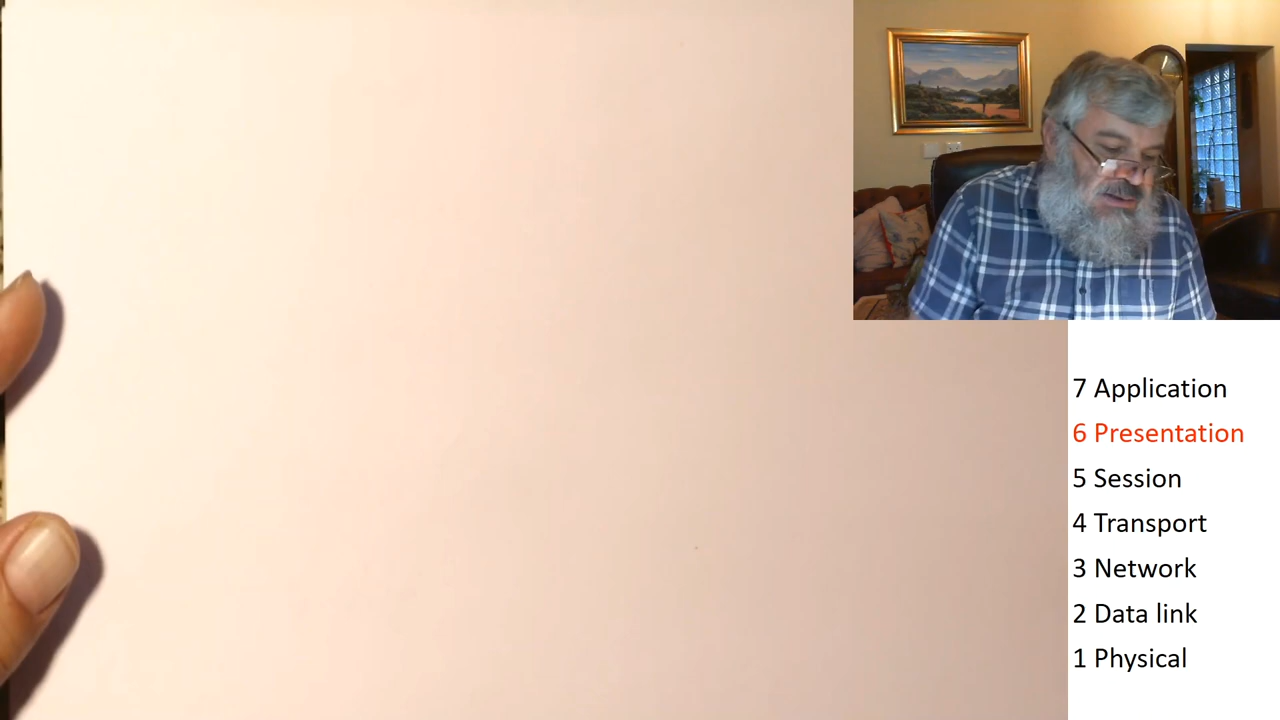 7 Application
6 Presentation
5 Session
4 Transport
3 Network
2 Data link
1 Physical